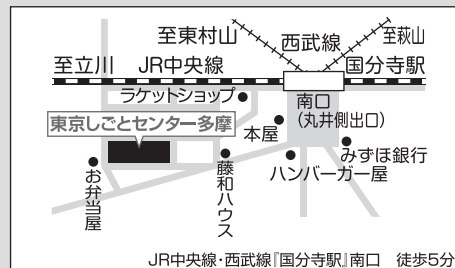 至東村山
西武線
至萩山
至立川
JR中央線
国分寺駅
ラケットショップ
南口
(丸井側出口)
東京しごとセンター多摩
本屋
みずほ銀行
ハンバーガー屋
お弁当屋
藤和ハウス
JR中央線・西武線『国分寺駅』南口 徒歩5分